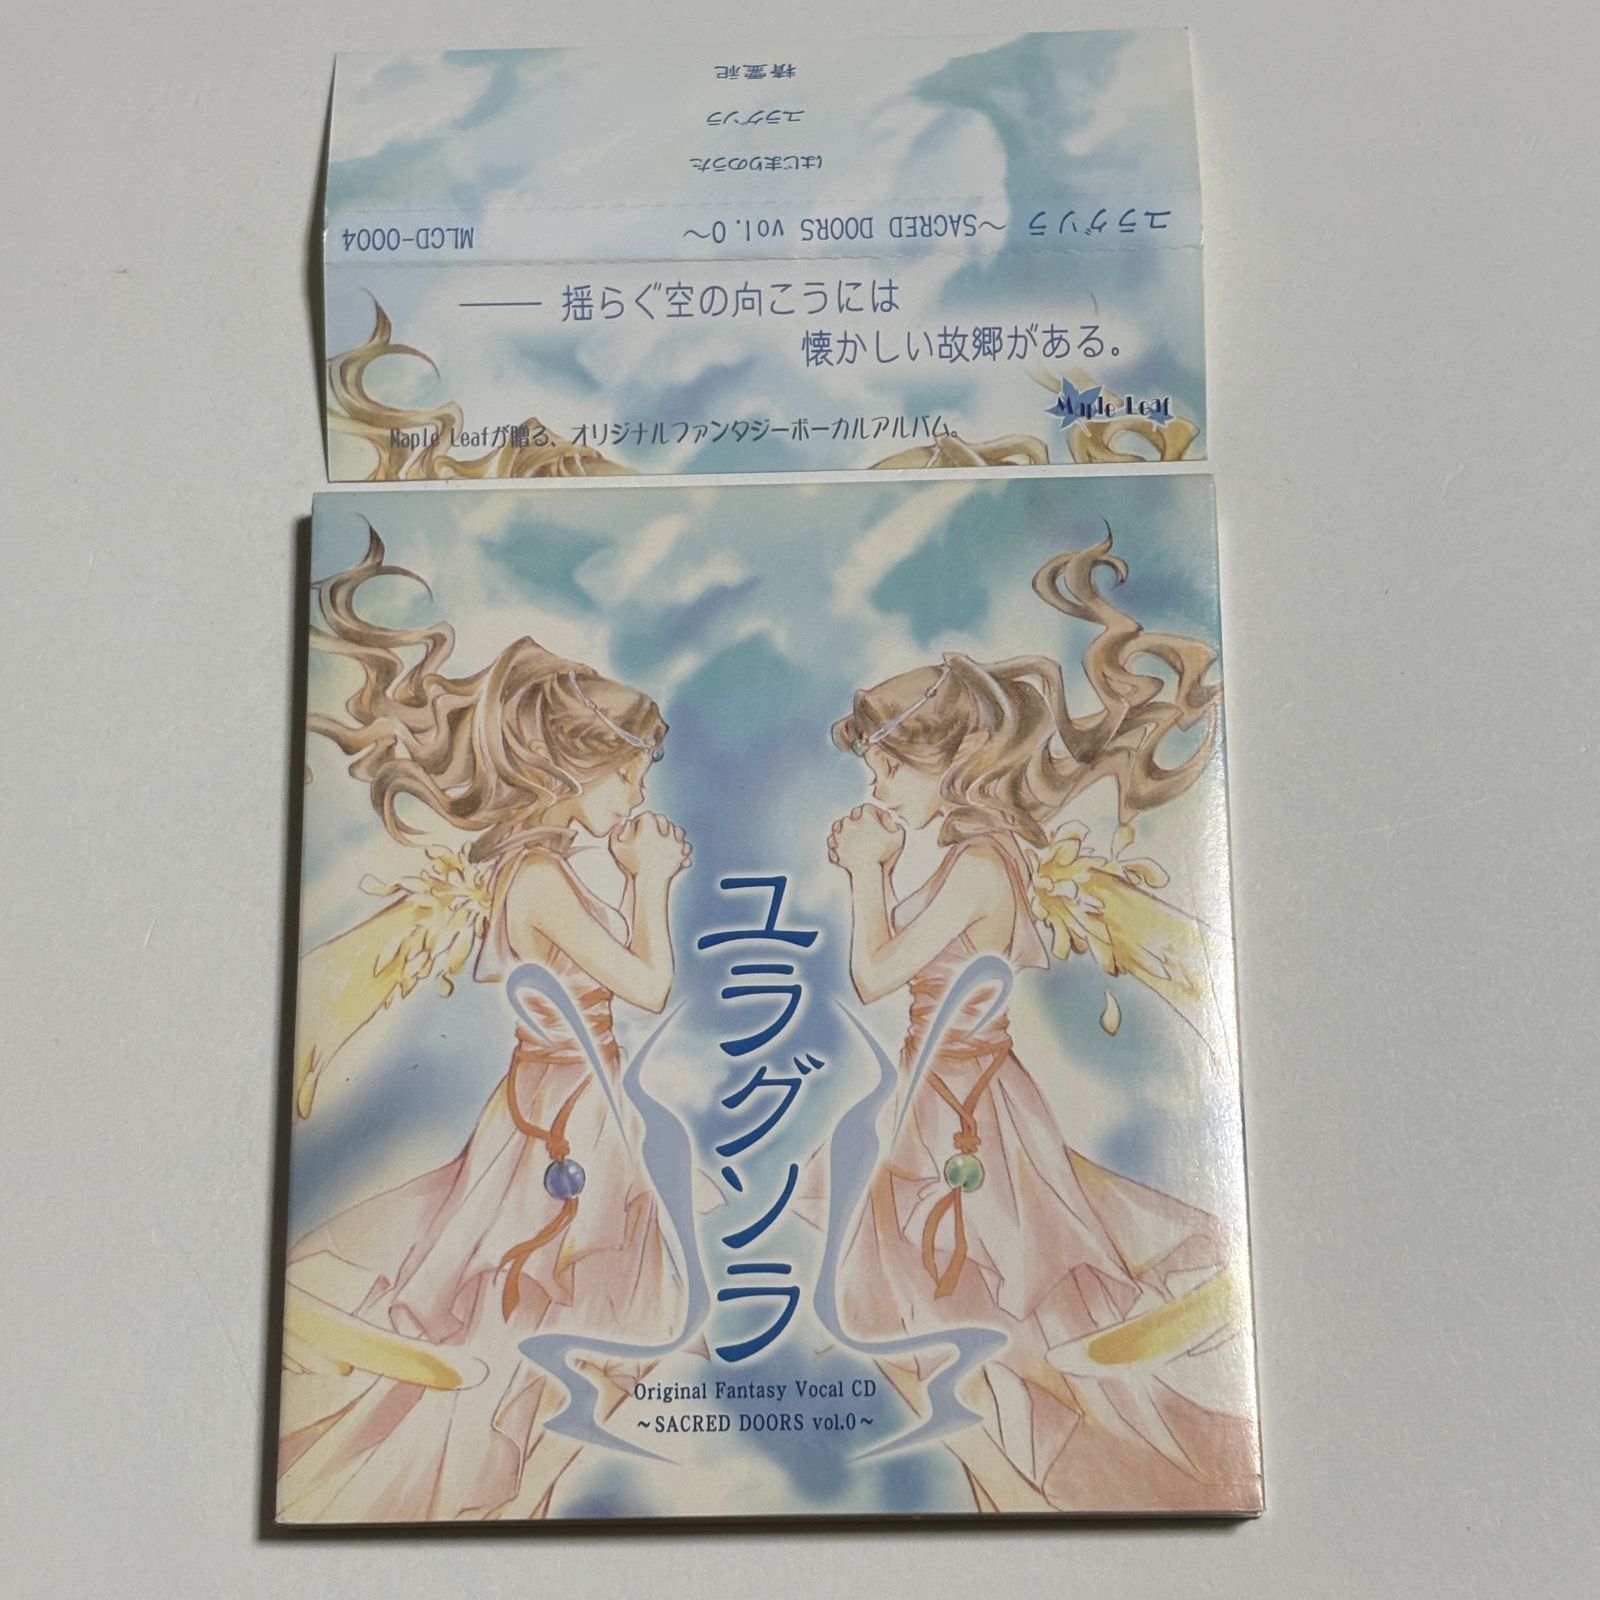 精霊祀
ユラグソラ
はじまりのうた
ユラグソラ ～SACRED DOORS vol.0～ MLCD-0004
―― 揺らぐ空の向こうには
懐かしい故郷がある。
Maple Leaf
Maple Leafが贈る、オリジナルファンタジーボーカルアルバム。
ユラグソラ
Original Fantasy Vocal CD
～SACRED DOORS vol.0～